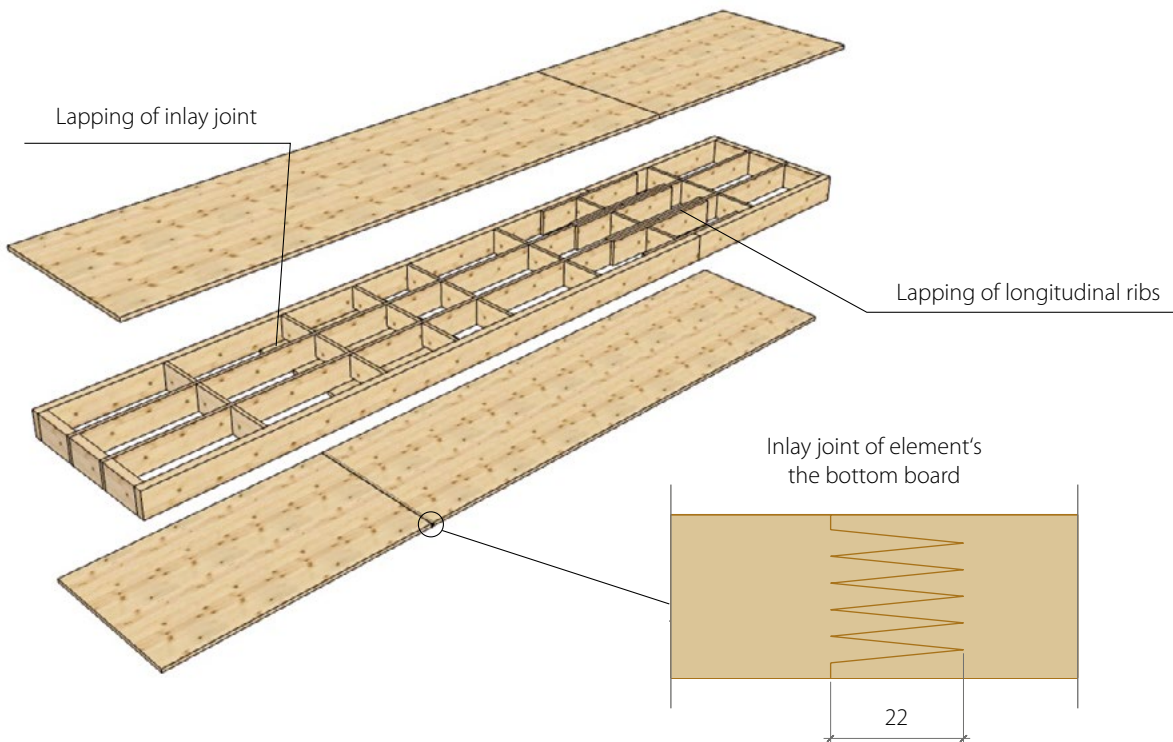 Lapping of inlay joint
Lapping of longitudinal ribs
Inlay joint of element‘s
the bottom board
22